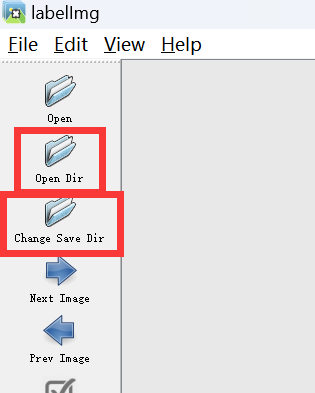 labelImg
File Edit View Help
Open
Open Dir
Change Save Dir
Next Image
Prev Image